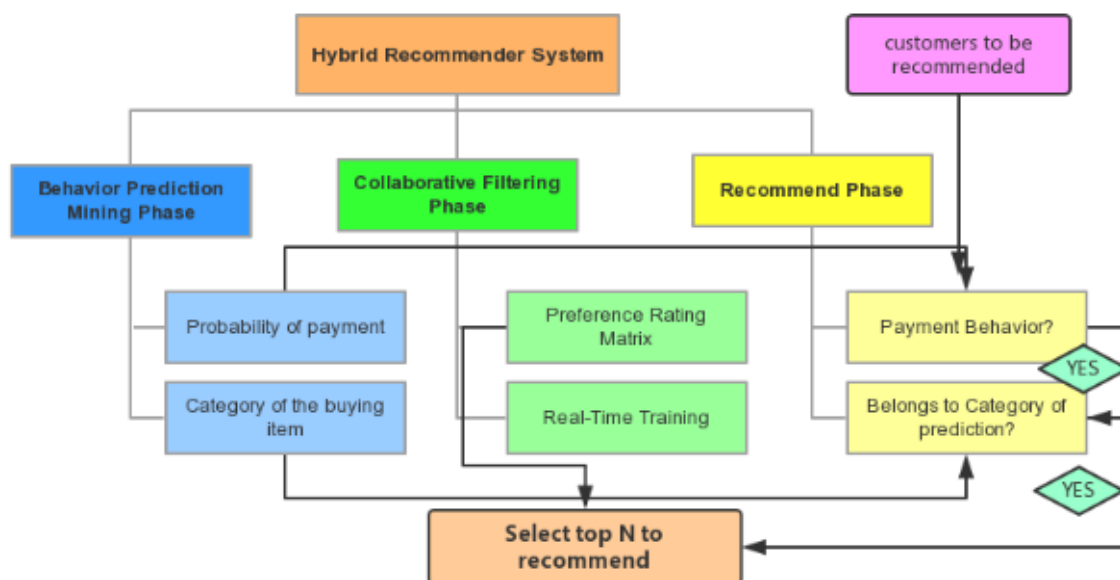 Hybrid Recommender System
customers to be
recommended
Behavior Prediction
Mining Phase
Collaborative Filtering
Phase
Recommend Phase
Probability of payment
Preference Rating
Matrix
Payment Behavior?
YES
Category of the buying
item
Real-Time Training
Belongs to Category of
prediction?
YES
Select top N to
recommend